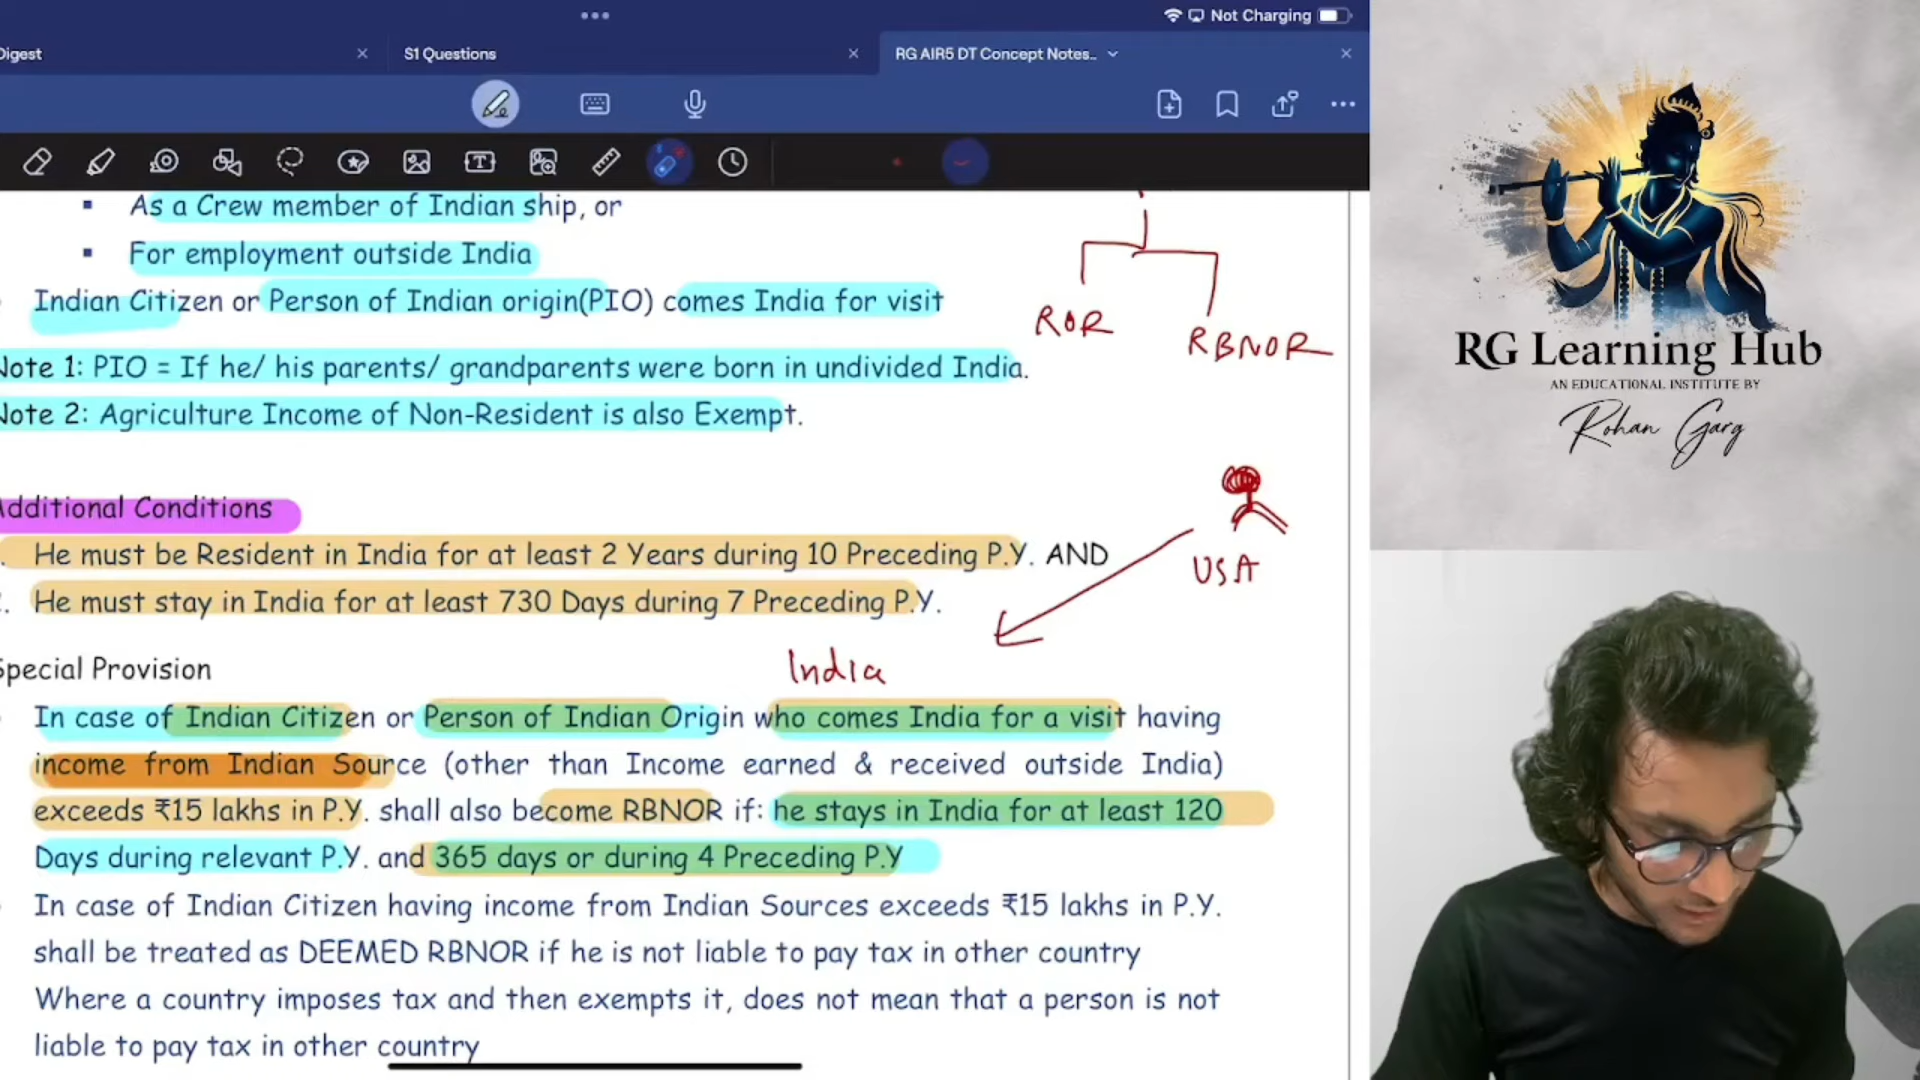 Not Charging
Digest
S1 Questions
RG AIR5 DT Concept Notes..
As a Crew member of Indian ship, or
For employment outside India
Indian Citizen or Person of Indian origin(PIO) comes India for visit
Note 1: PIO = If he/ his parents/ grandparents were born in undivided India.
Note 2: Agriculture Income of Non-Resident is also Exempt.
ROR
RBNOR
Additional Conditions
. He must be Resident in India for at least 2 Years during 10 Preceding P.Y. AND
. He must stay in India for at least 730 Days during 7 Preceding P.Y.
USA
India
Special Provision
In case of Indian Citizen or Person of Indian Origin who comes India for a visit having
income from Indian Source (other than Income earned & received outside India)
exceeds ₹15 lakhs in P.Y. shall also become RBNOR if: he stays in India for at least 120
Days during relevant P.Y. and 365 days or during 4 Preceding P.Y
In case of Indian Citizen having income from Indian Sources exceeds ₹15 lakhs in P.Y.
shall be treated as DEEMED RBNOR if he is not liable to pay tax in other country
Where a country imposes tax and then exempts it, does not mean that a person is not
liable to pay tax in other country
RG Learning Hub
AN EDUCATIONAL INSTITUTE BY
Rohan Garg